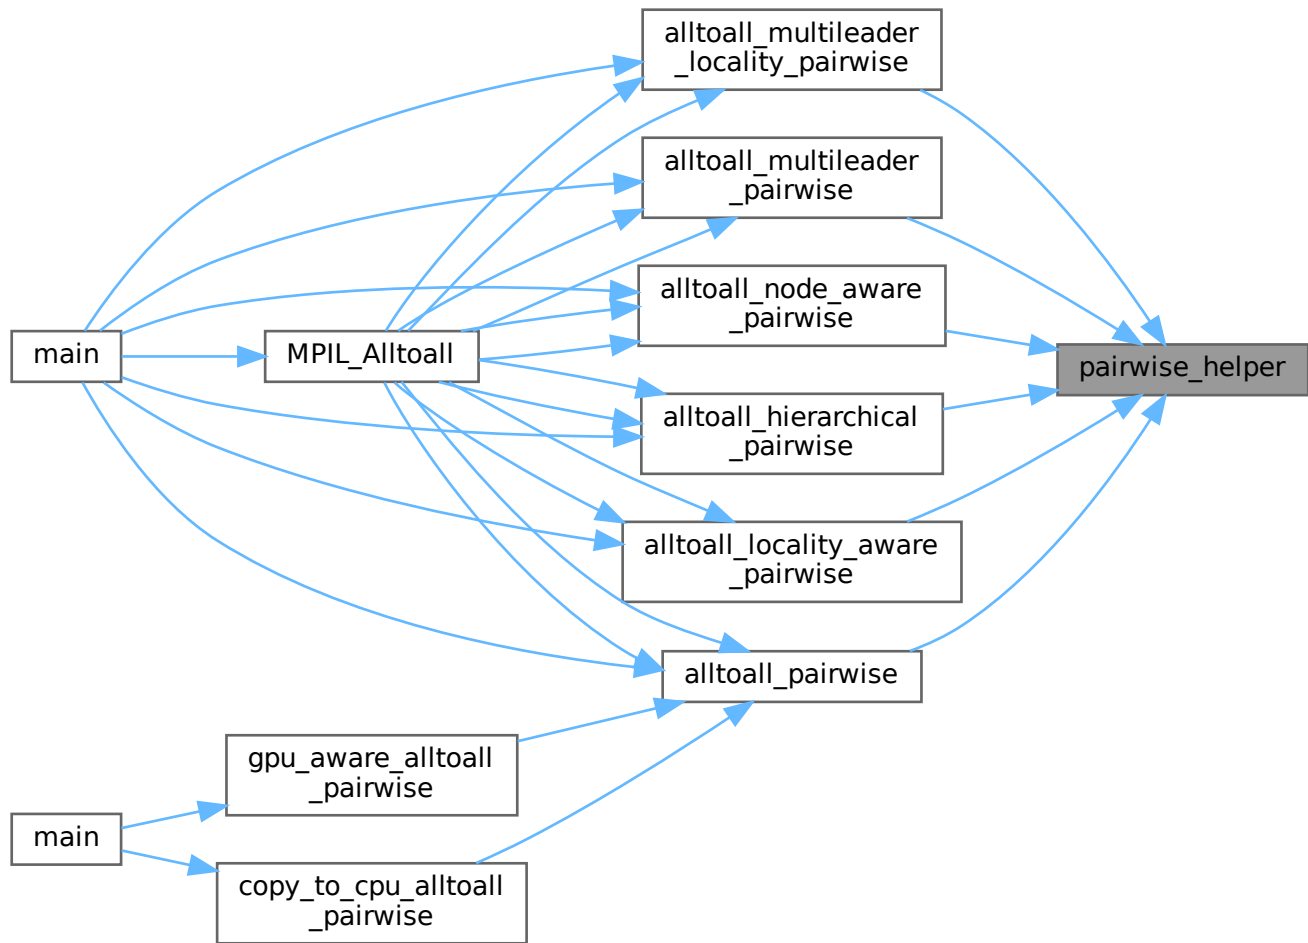 alltoall_multileader
_locality_pairwise
alltoall_multileader
_pairwise
alltoall_node_aware
_pairwise
main
MPIL_Alltoall
pairwise_helper
alltoall_hierarchical
_pairwise
alltoall_locality_aware
_pairwise
alltoall_pairwise
gpu_aware_alltoall
_pairwise
main
copy_to_cpu_alltoall
_pairwise